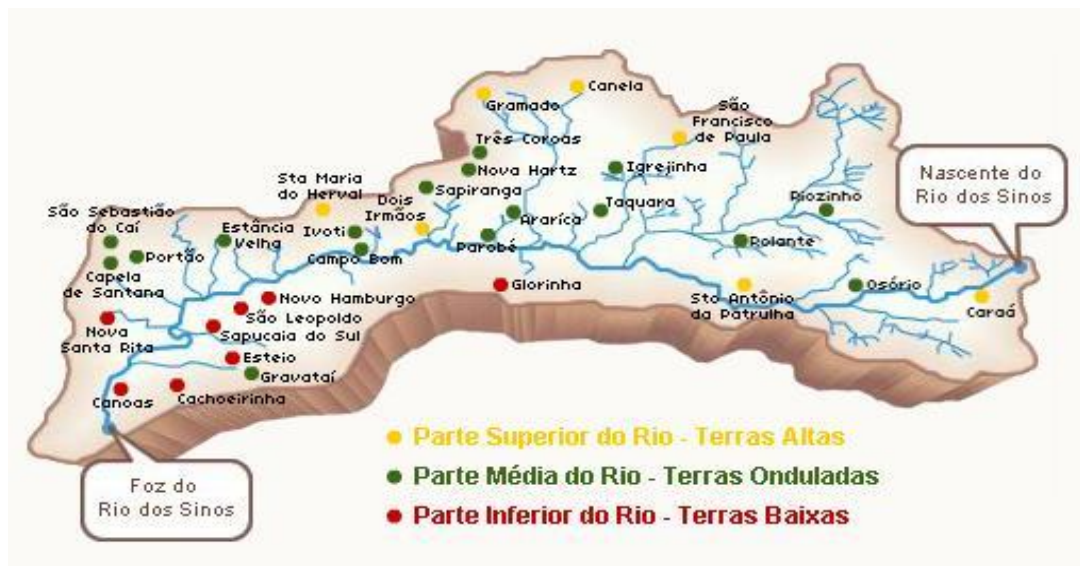 Canela
Gramado
São
Francisco
de Paula
Três Coroas
Nova Hartz
Igrejinha
Sta Maria
do Herval
Sapiranga
Dois
Irmãos
Taquara
Riozinho
Nascente do
Rio dos Sinos
São Sebastião
do Caí
Estância
Velha
Ivoti
Araríca
Portão
Campo Bom
Parobé
Rolante
Capela
de Santana
Novo Hamburgo
Glorinha
Sto Antônio
da Patrulha
Osório
Caraá
Nova
Santa Rita
São Leopoldo
Sapucaia do Sul
Esteio
Gravataí
Canoas
Cachoeirinha
Parte Superior do Rio - Terras Altas
Parte Média do Rio - Terras Onduladas
Parte Inferior do Rio - Terras Baixas
Foz do
Rio dos Sinos